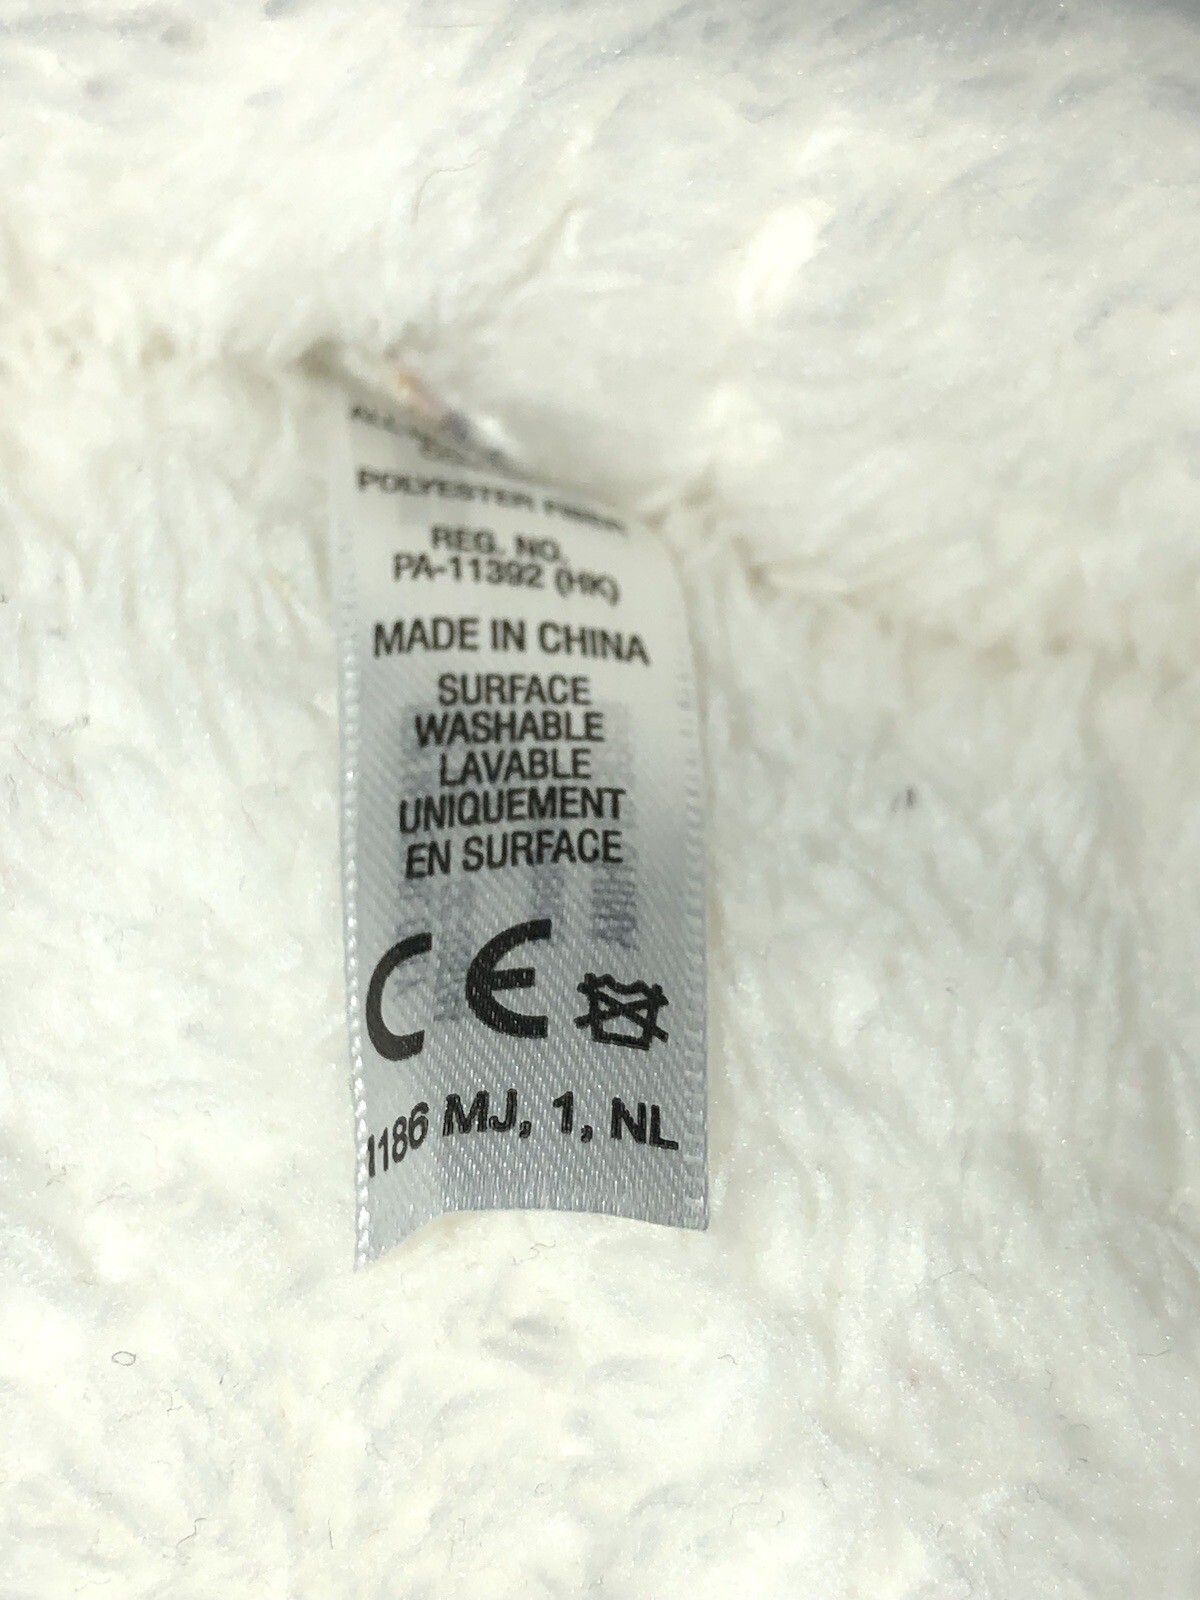 ALL
POLYESTER FIBER
REG. NO.
PA-11392 (HK)
MADE IN CHINA
SURFACE
WASHABLE
LAVABLE
UNIQUEMENT
EN SURFACE
CE
1186 MJ, 1, NL